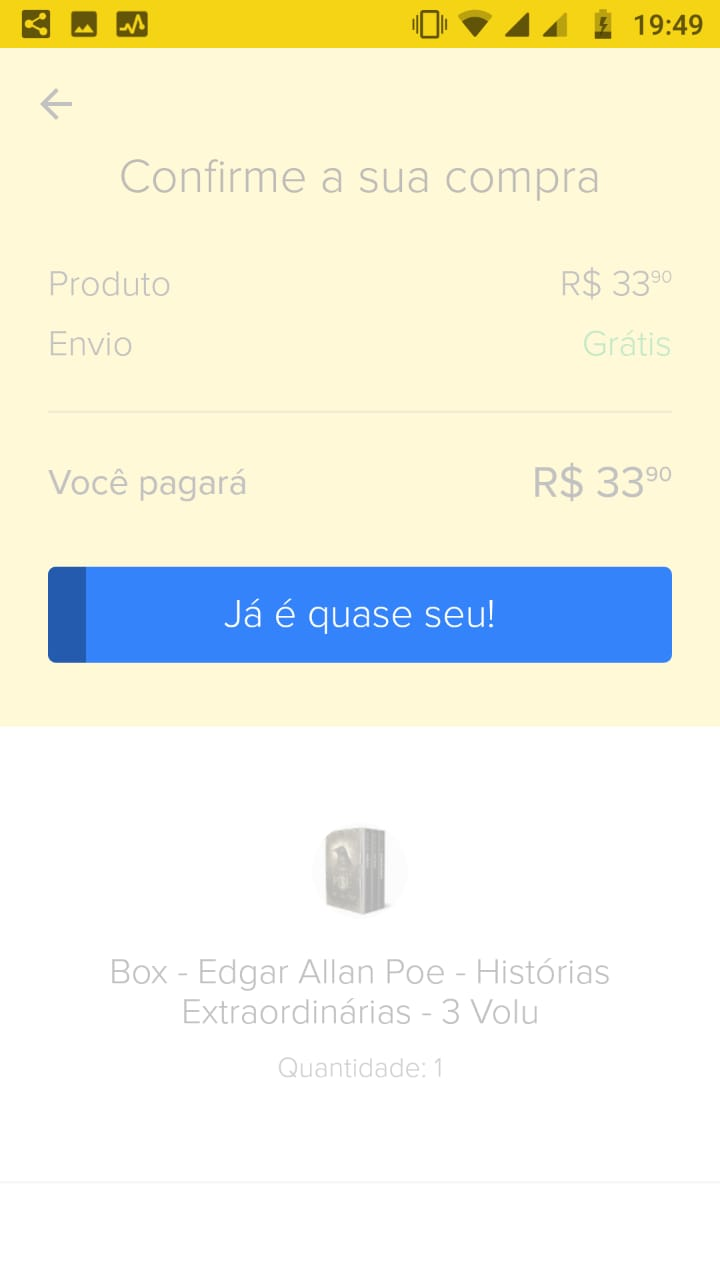 19:49
Confirme a sua compra
Produto R$ 33⁹⁰
Envio Grátis
Você pagará R$ 33⁹⁰
Já é quase seu!
Box - Edgar Allan Poe - Histórias
Extraordinárias - 3 Volu
Quantidade: 1